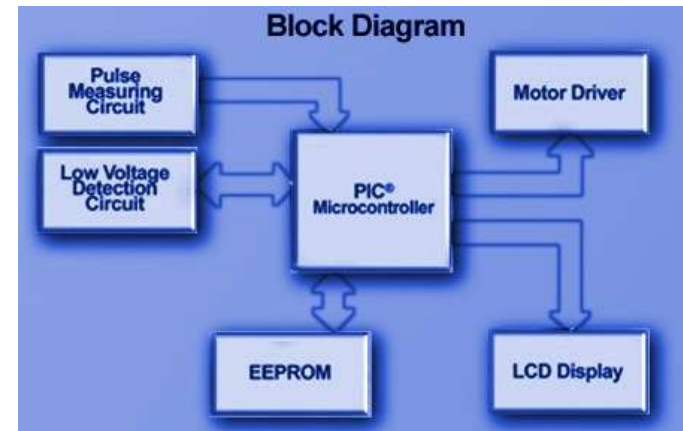 Block Diagram
Pulse
Measuring
Circuit
Motor Driver
Low Voltage
Detection
Circuit
PIC®
Microcontroller
EEPROM
LCD Display